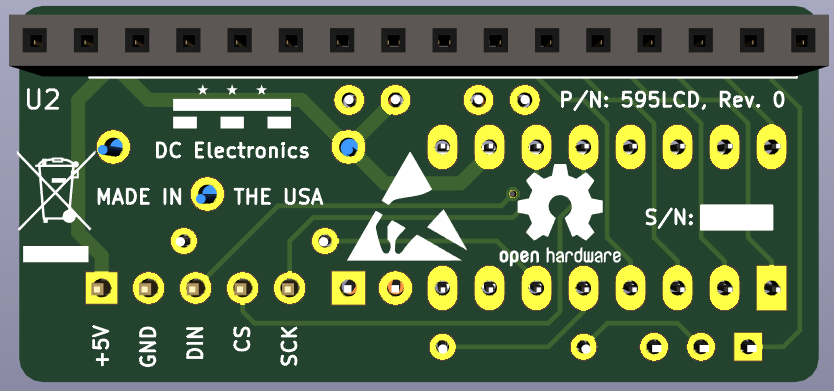 U2
P/N: 595LCD, Rev. 0
DC Electronics
MADE IN THE USA
S/N:
open hardware
+5V
GND
DIN
CS
SCK